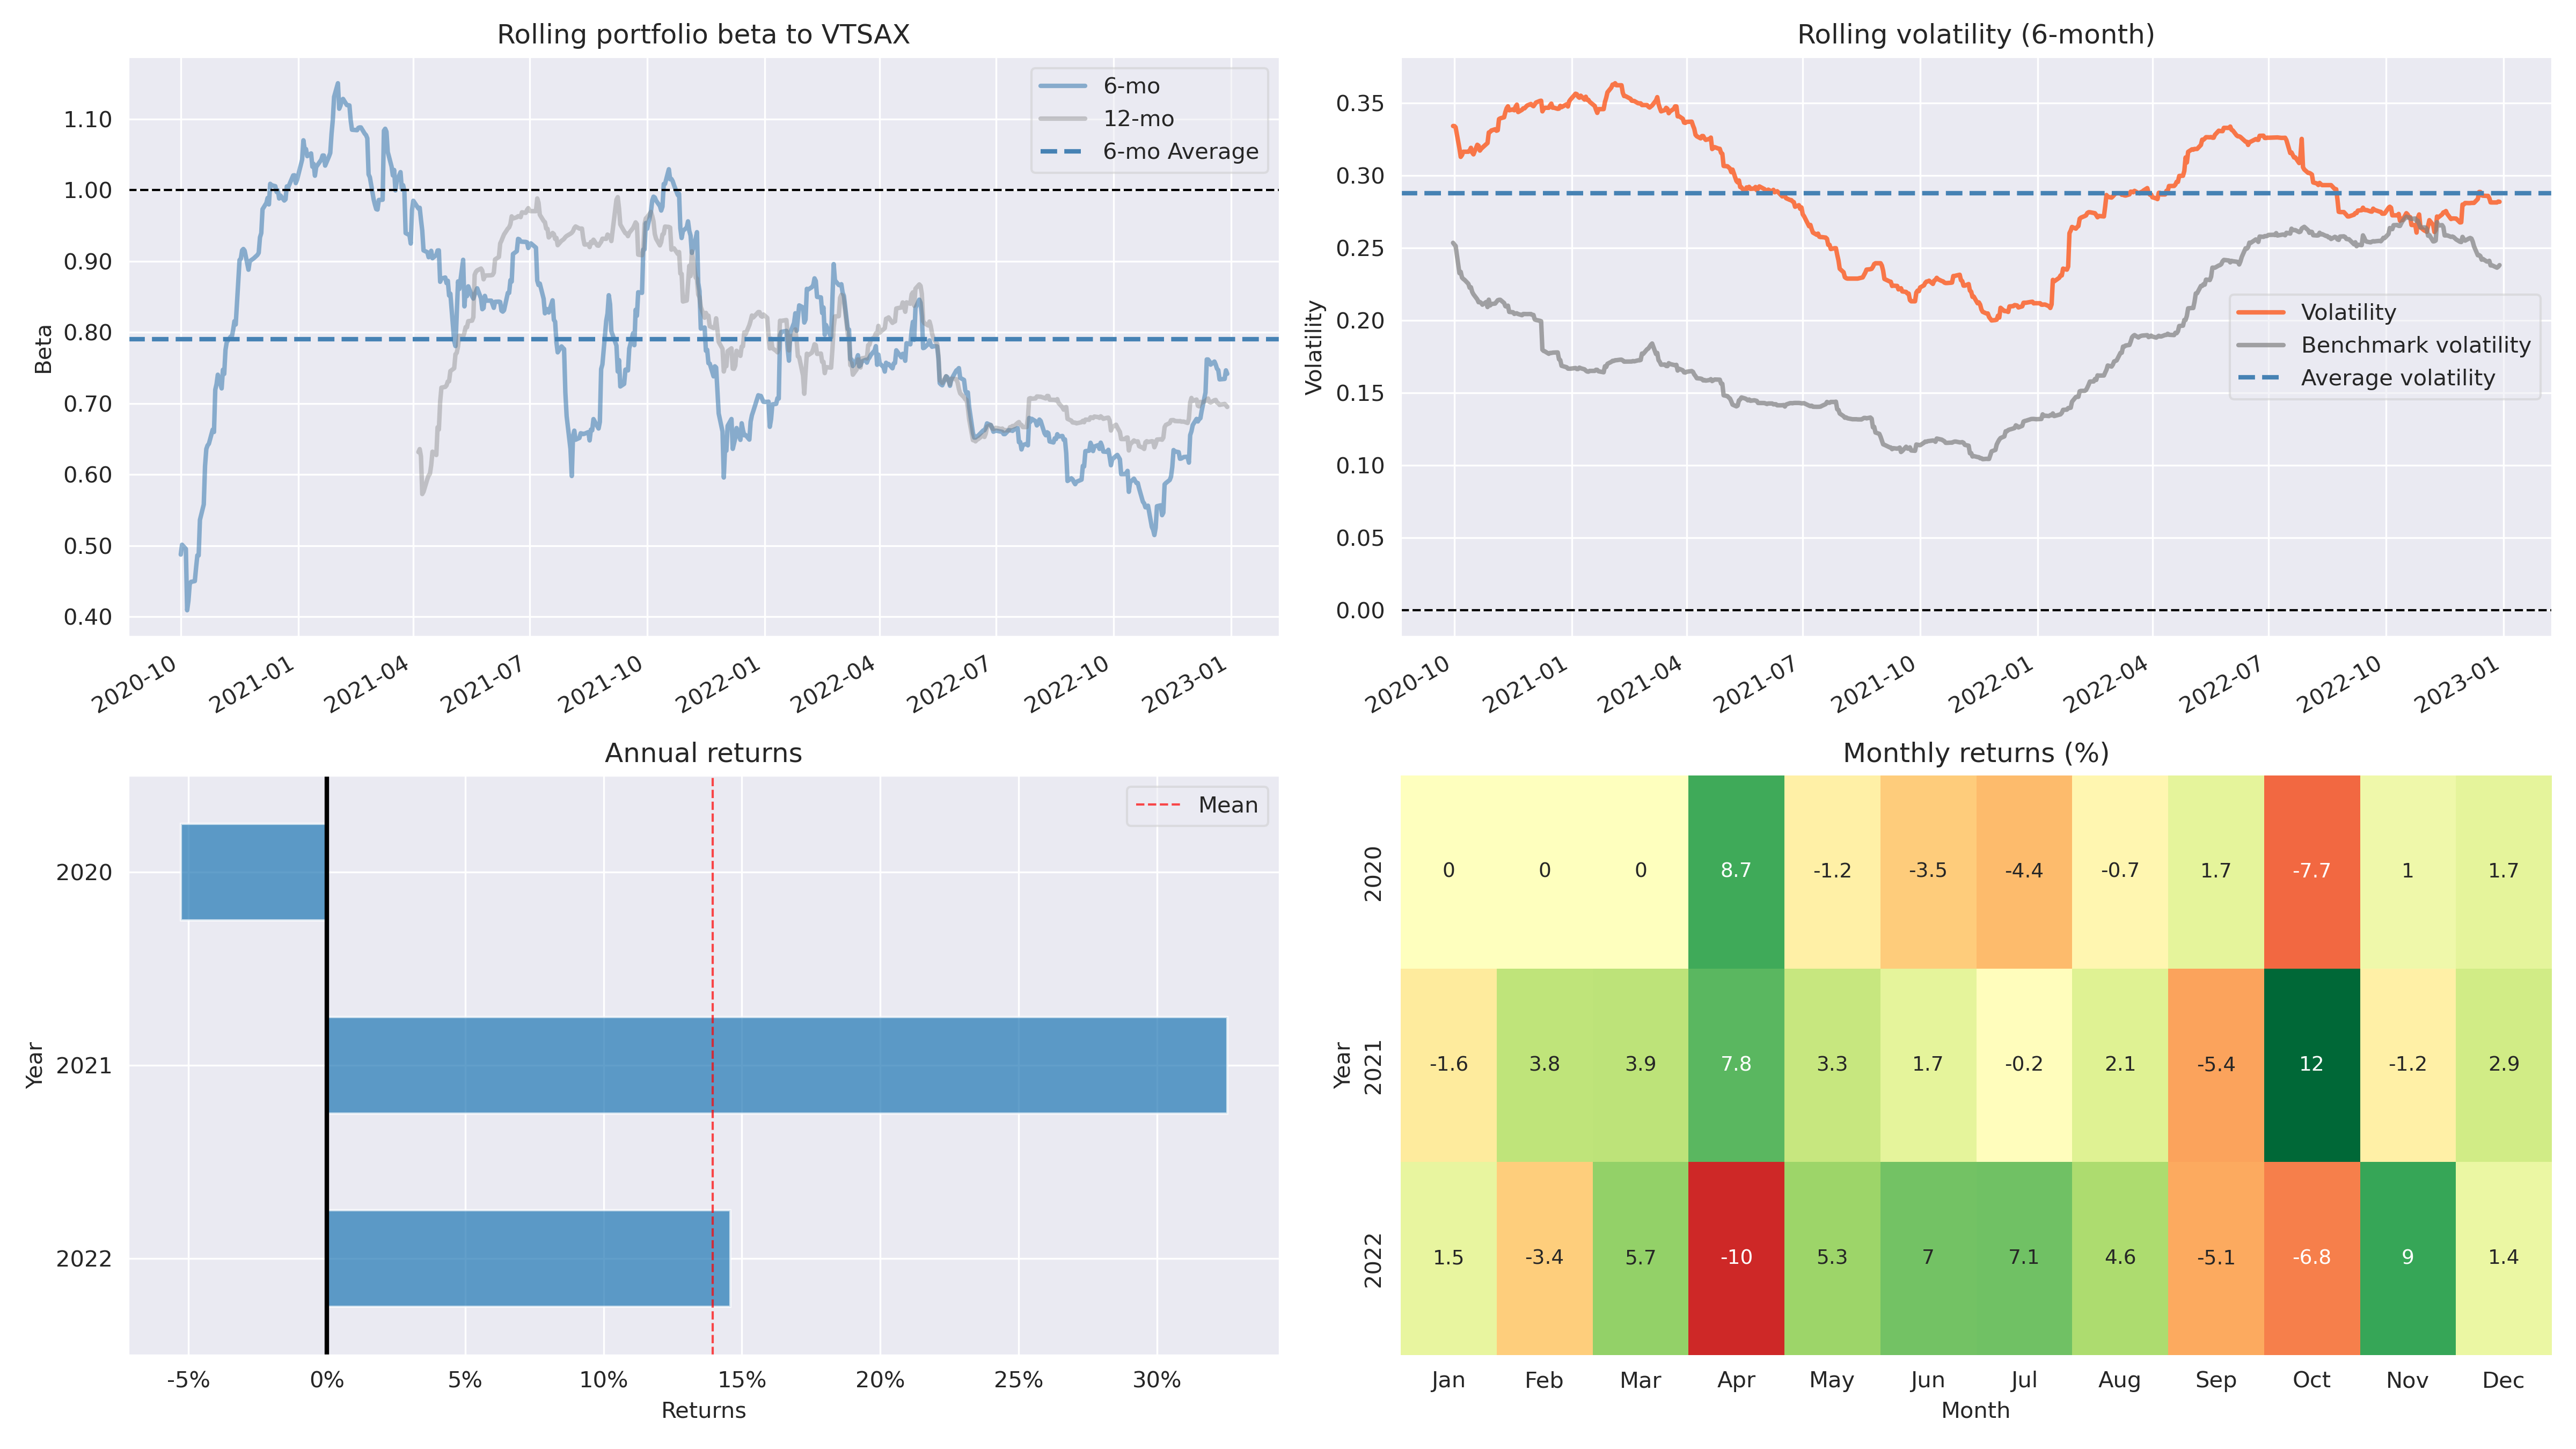 Rolling portfolio beta to VTSAX
6-mo
12-mo
6-mo Average
Beta
1.10
1.00
0.90
0.80
0.70
0.60
0.50
0.40
2020-10
2021-01
2021-04
2021-07
2021-10
2022-01
2022-04
2022-07
2022-10
2023-01
Rolling volatility (6-month)
Volatility
0.35
0.30
0.25
0.20
0.15
0.10
0.05
0.00
Volatility
Benchmark volatility
Average volatility
2020-10
2021-01
2021-04
2021-07
2021-10
2022-01
2022-04
2022-07
2022-10
2023-01
Annual returns
Mean
Year
2020
2021
2022
-5% 0% 5% 10% 15% 20% 25% 30%
Returns
Monthly returns (%)
Year
2020 0 0 0 8.7 -1.2 -3.5 -4.4 -0.7 1.7 -7.7 1 1.7
2021 -1.6 3.8 3.9 7.8 3.3 1.7 -0.2 2.1 -5.4 12 -1.2 2.9
2022 1.5 -3.4 5.7 -10 5.3 7 7.1 4.6 -5.1 -6.8 9 1.4
Jan Feb Mar Apr May Jun Jul Aug Sep Oct Nov Dec
Month